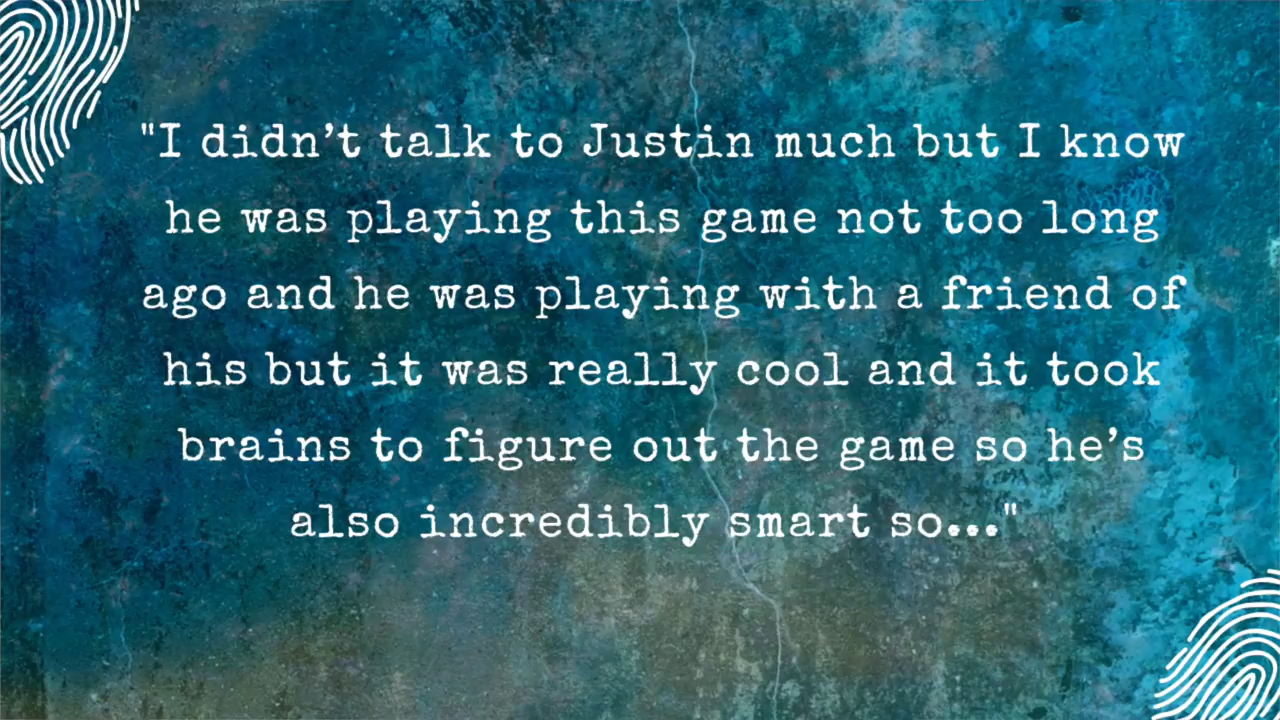 "I didn’t talk to Justin much but I know
he was playing this game not too long
ago and he was playing with a friend of
his but it was really cool and it took
brains to figure out the game so he’s
also incredibly smart so..."